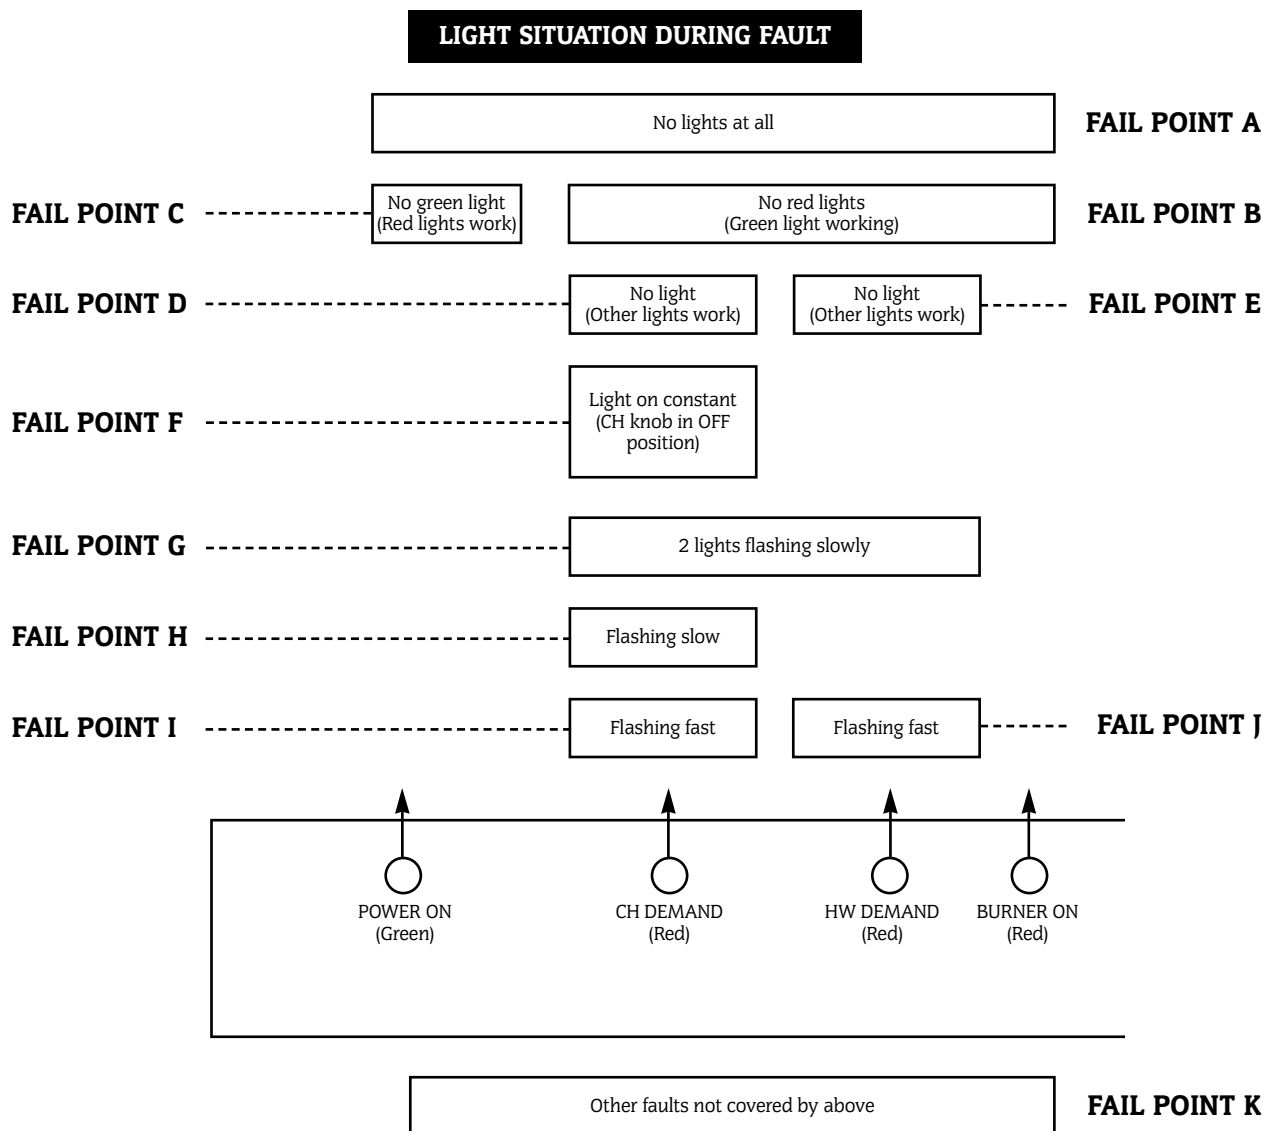 LIGHT SITUATION DURING FAULT
No lights at all
FAIL POINT A
FAIL POINT C
No green light
(Red lights work)
No red lights
(Green light working)
FAIL POINT B
FAIL POINT D
No light
(Other lights work)
No light
(Other lights work)
FAIL POINT E
FAIL POINT F
Light on constant
(CH knob in OFF
position)
FAIL POINT G
2 lights flashing slowly
FAIL POINT H
Flashing slow
FAIL POINT I
Flashing fast
Flashing fast
FAIL POINT J
POWER ON
(Green)
CH DEMAND
(Red)
HW DEMAND
(Red)
BURNER ON
(Red)
Other faults not covered by above
FAIL POINT K